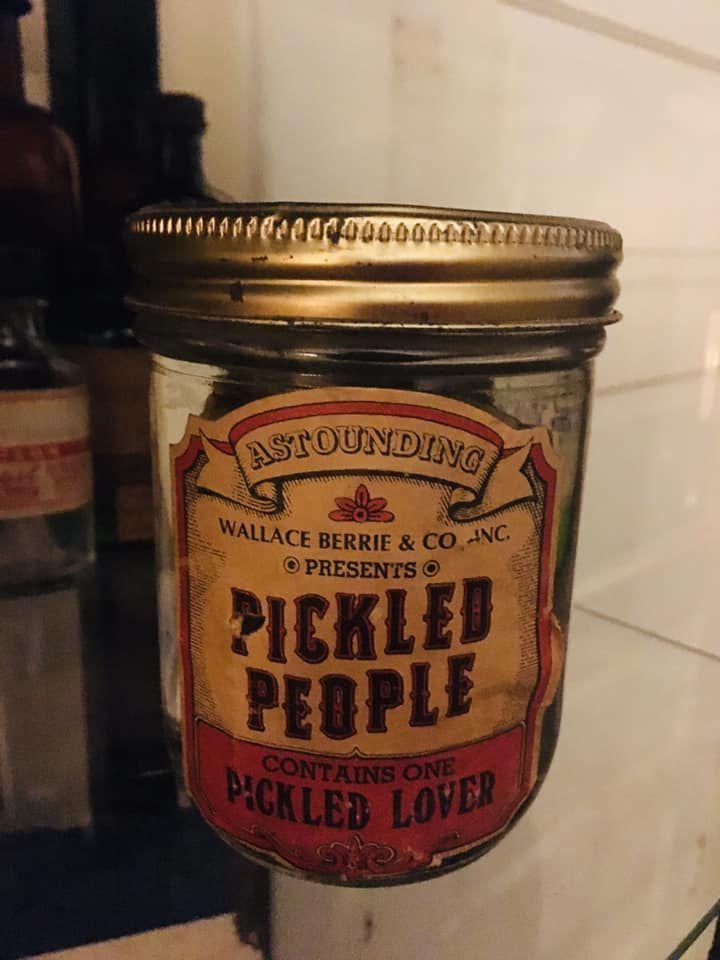 ASTOUNDING
WALLACE BERRIE & CO. INC.
PRESENTS
PICKLED
PEOPLE
CONTAINS ONE
PICKLED LOVER